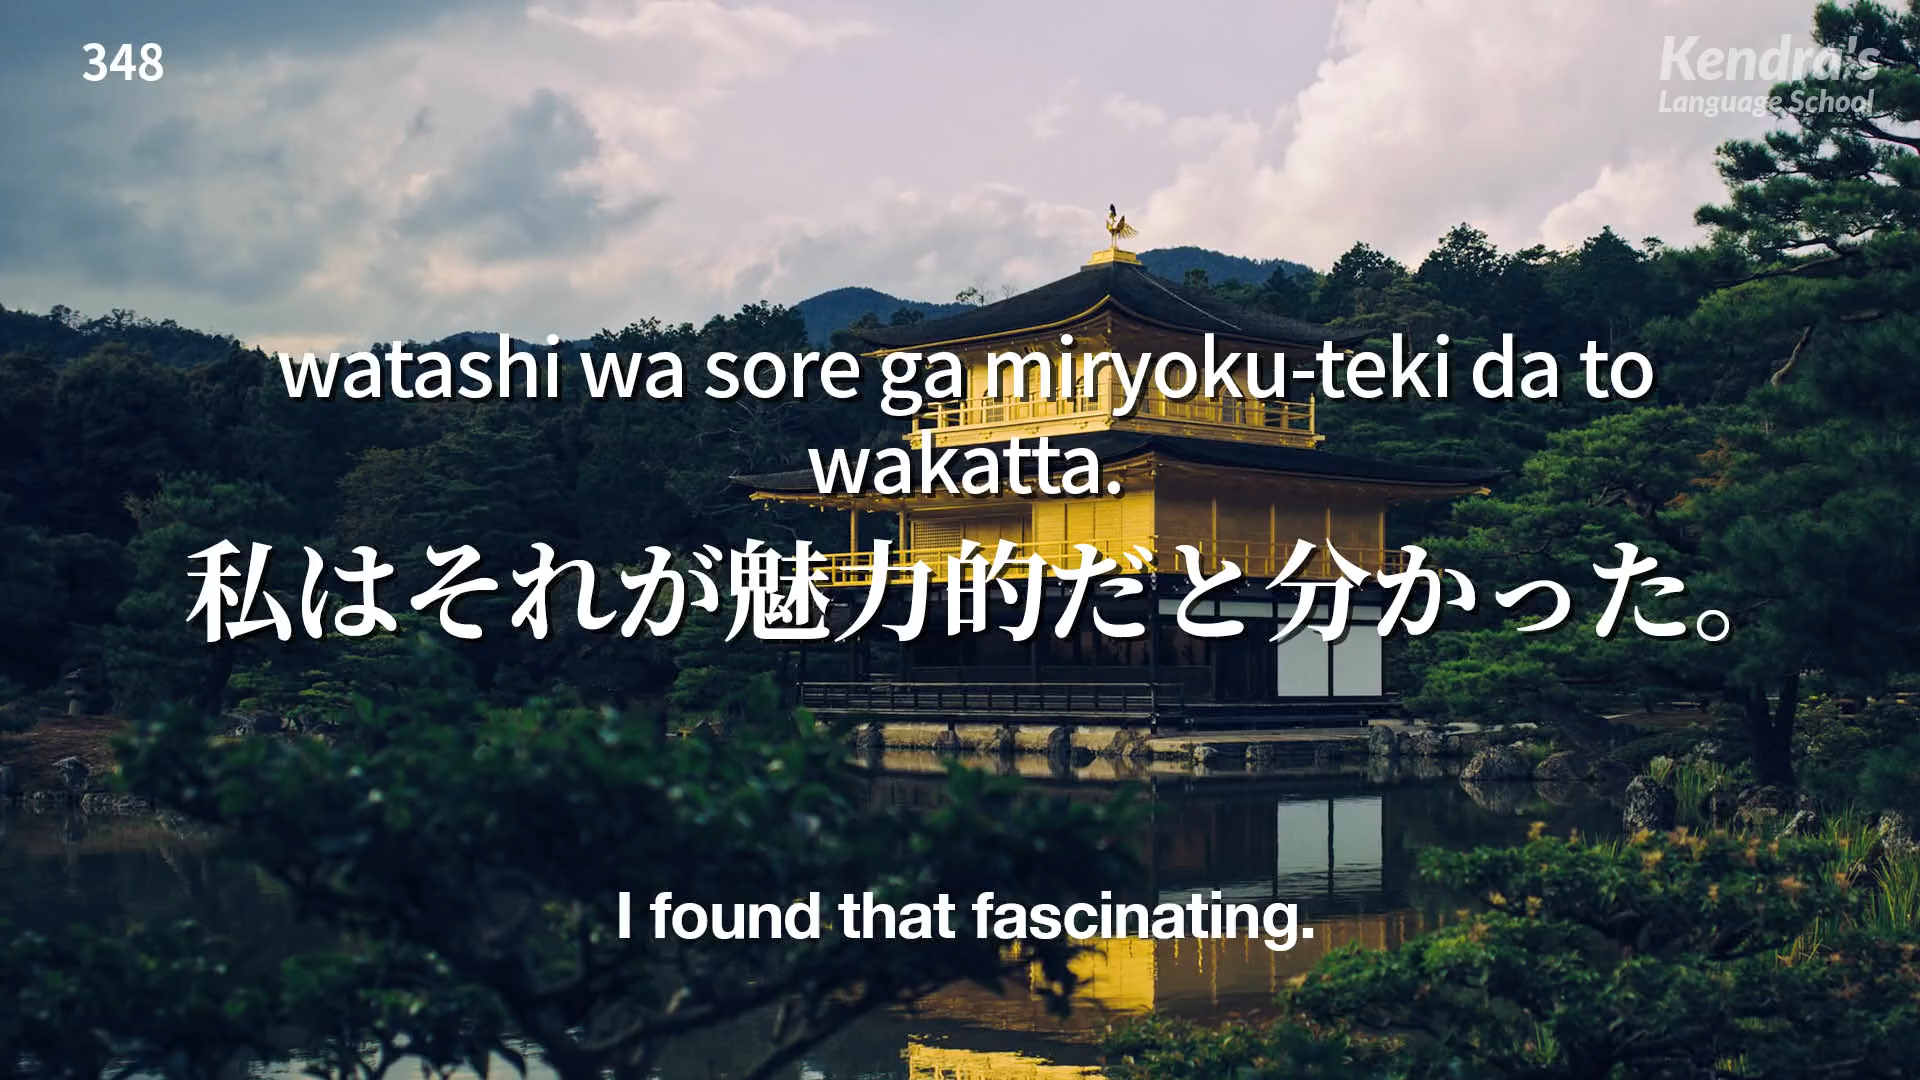 348
Kendra's
Language School
watashi wa sore ga miryoku-teki da to
wakatta.
私はそれが魅力的だと分かった。
I found that fascinating.